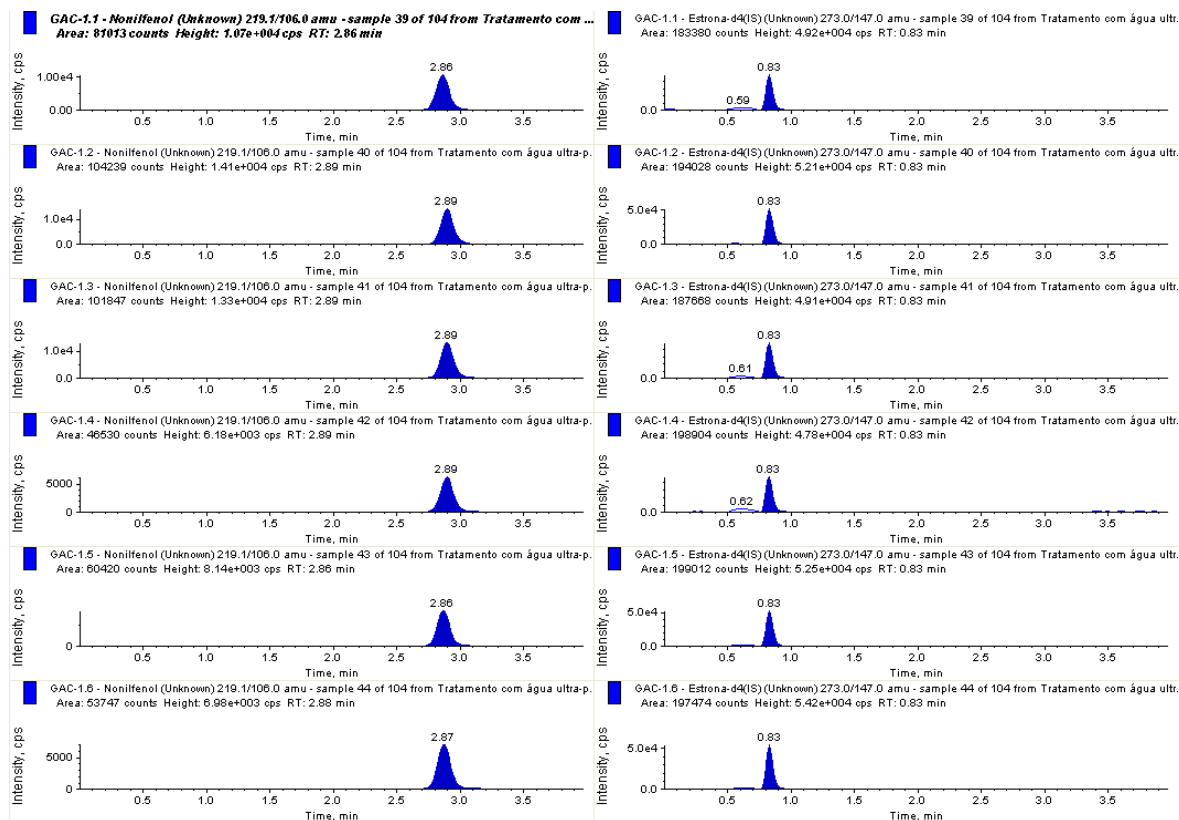 GAC-1.1 - Nonilfenol (Unknown) 219.1/106.0 amu - sample 39 of 104 from Tratamento com ...
Area: 81013 counts Height: 1.07e+004 cps RT: 2.86 min
Intensity, cps
1.00e4
0.00
2.86
0.5 1.0 1.5 2.0 2.5 3.0 3.5
Time, min
GAC-1.1 - Estrona-d4(IS) (Unknown) 273.0/147.0 amu - sample 39 of 104 from Tratamento com água ultr.
Area: 183380 counts Height: 4.92e+004 cps RT: 0.83 min
Intensity, cps
0.0
0.59
0.83
0.5 1.0 1.5 2.0 2.5 3.0 3.5
Time, min
GAC-1.2 - Nonilfenol (Unknown) 219.1/106.0 amu - sample 40 of 104 from Tratamento com água ultra-p.
Area: 104239 counts Height: 1.41e+004 cps RT: 2.89 min
Intensity, cps
1.0e4
0.0
2.89
0.5 1.0 1.5 2.0 2.5 3.0 3.5
Time, min
GAC-1.2 - Estrona-d4(IS) (Unknown) 273.0/147.0 amu - sample 40 of 104 from Tratamento com água ultr.
Area: 194028 counts Height: 5.21e+004 cps RT: 0.83 min
Intensity, cps
5.0e4
0.0
0.83
0.5 1.0 1.5 2.0 2.5 3.0 3.5
Time, min
GAC-1.3 - Nonilfenol (Unknown) 219.1/106.0 amu - sample 41 of 104 from Tratamento com água ultra-p.
Area: 101847 counts Height: 1.33e+004 cps RT: 2.89 min
Intensity, cps
1.0e4
0.0
2.89
0.5 1.0 1.5 2.0 2.5 3.0 3.5
Time, min
GAC-1.3 - Estrona-d4(IS) (Unknown) 273.0/147.0 amu - sample 41 of 104 from Tratamento com água ultr.
Area: 187668 counts Height: 4.91e+004 cps RT: 0.83 min
Intensity, cps
0.0
0.61
0.83
0.5 1.0 1.5 2.0 2.5 3.0 3.5
Time, min
GAC-1.4 - Nonilfenol (Unknown) 219.1/106.0 amu - sample 42 of 104 from Tratamento com água ultra-p.
Area: 46530 counts Height: 6.18e+003 cps RT: 2.89 min
Intensity, cps
5000
0
2.89
0.5 1.0 1.5 2.0 2.5 3.0 3.5
Time, min
GAC-1.4 - Estrona-d4(IS) (Unknown) 273.0/147.0 amu - sample 42 of 104 from Tratamento com água ultr.
Area: 198904 counts Height: 4.78e+004 cps RT: 0.83 min
Intensity, cps
0.0
0.62
0.83
0.5 1.0 1.5 2.0 2.5 3.0 3.5
Time, min
GAC-1.5 - Nonilfenol (Unknown) 219.1/106.0 amu - sample 43 of 104 from Tratamento com água ultra-p.
Area: 60420 counts Height: 8.14e+003 cps RT: 2.86 min
Intensity, cps
0
2.86
0.5 1.0 1.5 2.0 2.5 3.0 3.5
Time, min
GAC-1.5 - Estrona-d4(IS) (Unknown) 273.0/147.0 amu - sample 43 of 104 from Tratamento com água ultr.
Area: 199012 counts Height: 5.25e+004 cps RT: 0.83 min
Intensity, cps
5.0e4
0.0
0.83
0.5 1.0 1.5 2.0 2.5 3.0 3.5
Time, min
GAC-1.6 - Nonilfenol (Unknown) 219.1/106.0 amu - sample 44 of 104 from Tratamento com água ultra-p.
Area: 53747 counts Height: 6.98e+003 cps RT: 2.88 min
Intensity, cps
5000
0
2.87
0.5 1.0 1.5 2.0 2.5 3.0 3.5
Time, min
GAC-1.6 - Estrona-d4(IS) (Unknown) 273.0/147.0 amu - sample 44 of 104 from Tratamento com água ultr.
Area: 197474 counts Height: 5.42e+004 cps RT: 0.83 min
Intensity, cps
5.0e4
0.0
0.83
0.5 1.0 1.5 2.0 2.5 3.0 3.5
Time, min